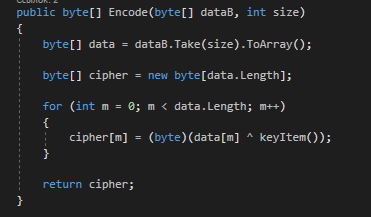 Ссылок: 2
public byte[] Encode(byte[] dataB, int size)
{
byte[] data = dataB.Take(size).ToArray();
byte[] cipher = new byte[data.Length];
for (int m = 0; m < data.Length; m++)
{
cipher[m] = (byte)(data[m] ^ keyItem());
}
return cipher;
}